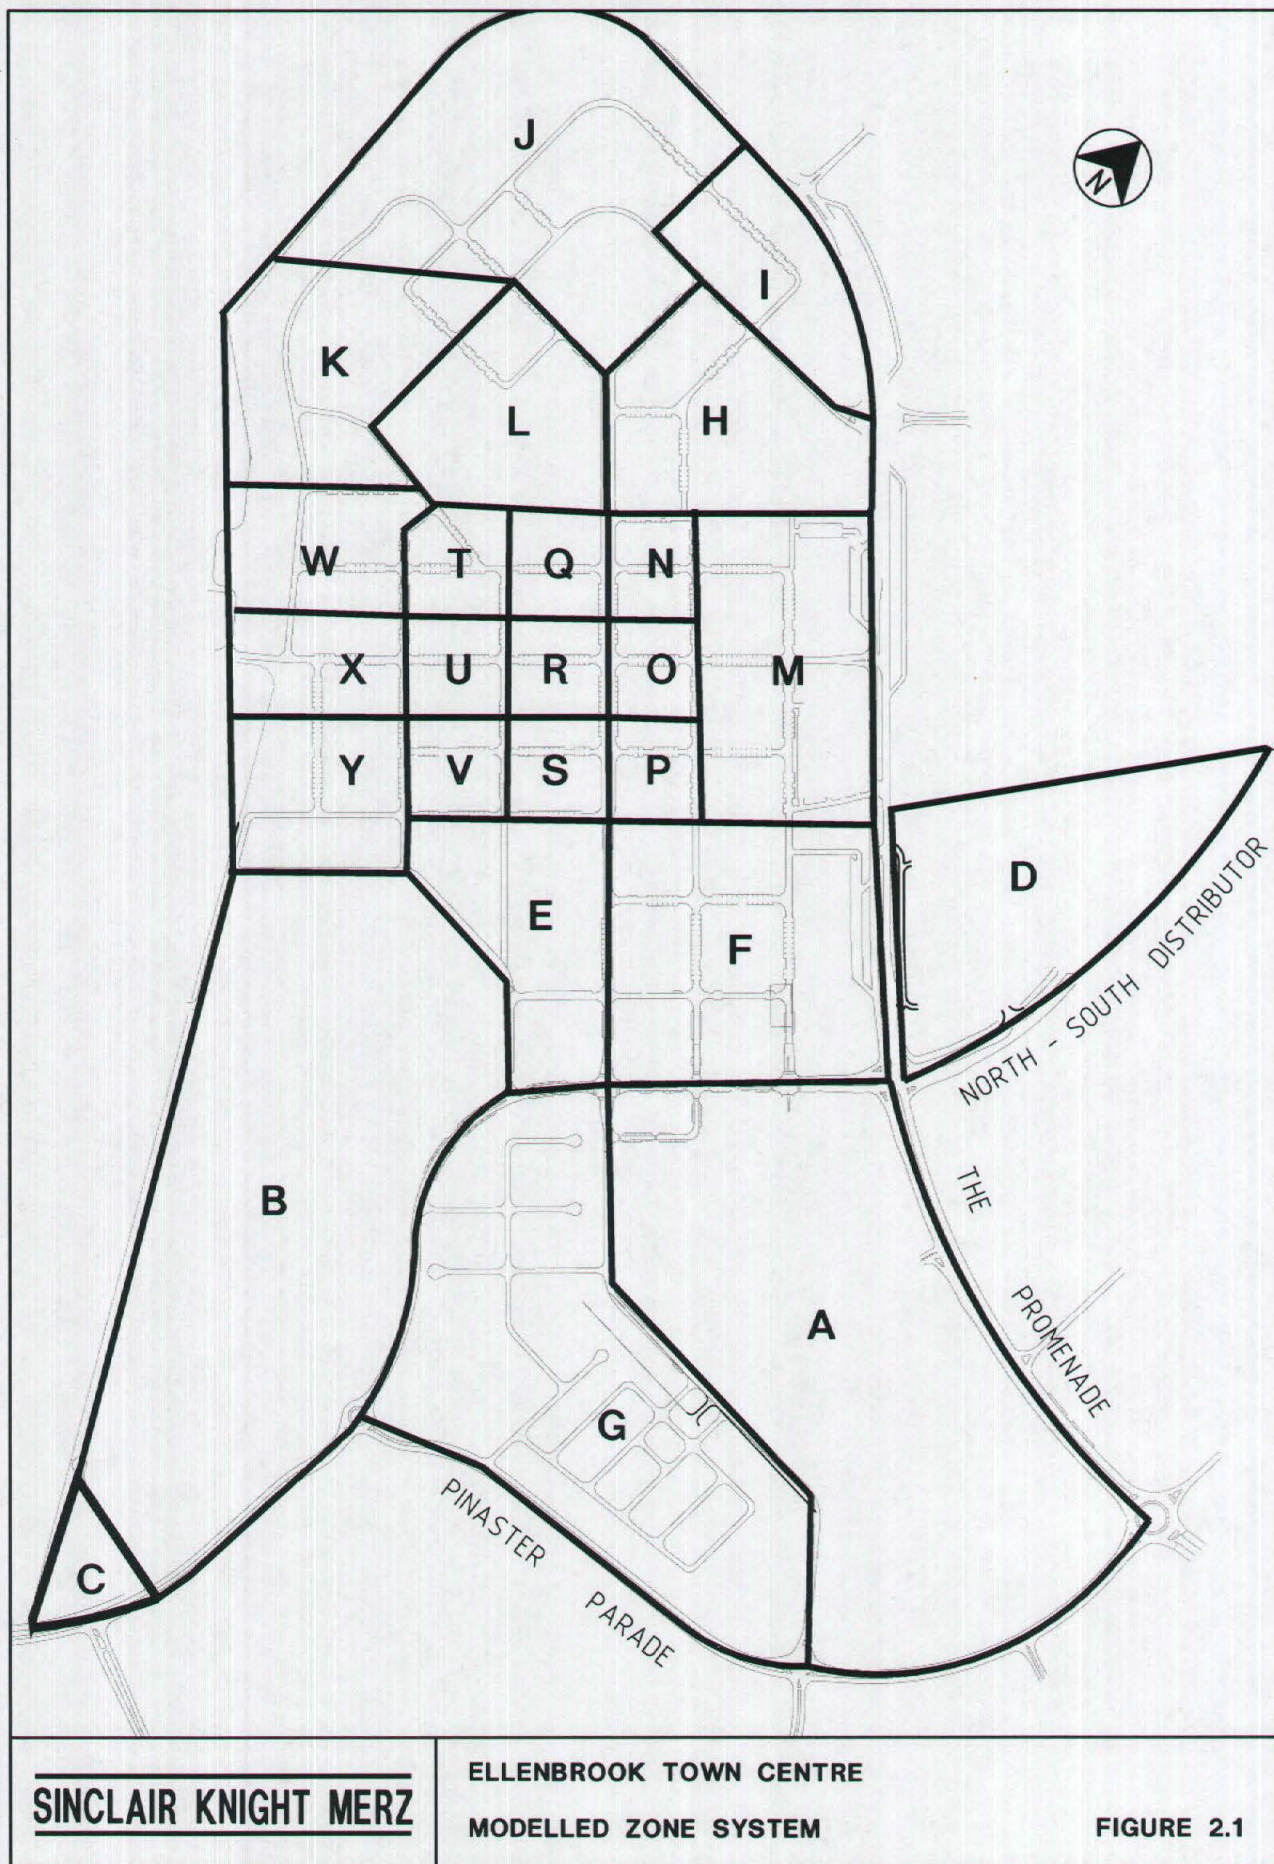 J
N
I
K
L
H
W
T
Q
N
X
U
R
O
M
Y
V
S
P
D
E
F
NORTH - SOUTH DISTRIBUTOR
B
THE
PROMENADE
A
G
PINASTER
PARADE
C
SINCLAIR KNIGHT MERZ
ELLENBROOK TOWN CENTRE
MODELLED ZONE SYSTEM
FIGURE 2.1